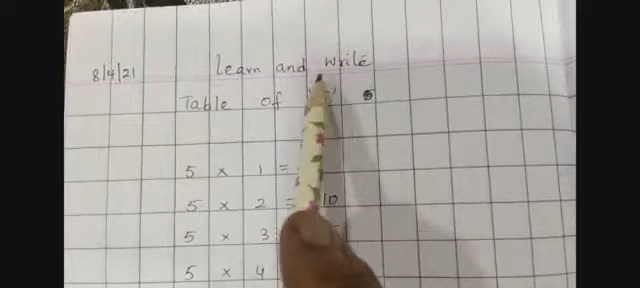 8/4/21
Learn and Write
Table of
5 × 1 =
5 × 2 = 10
5 × 3
5 × 4